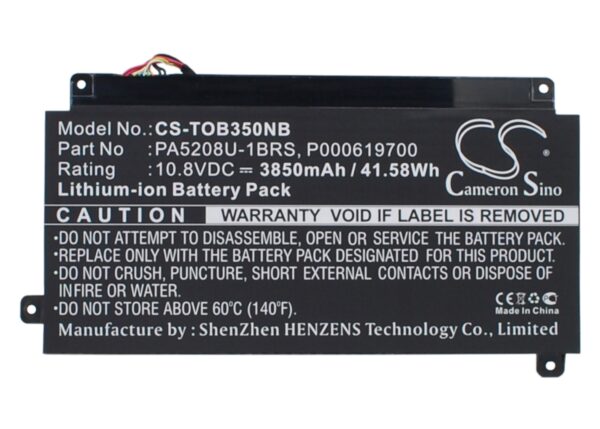 Model No.: CS-TOB350NB
Part No : PA5208U-1BRS, P000619700
Rating : 10.8VDC ⎓ 3850mAh / 41.58Wh
Lithium-ion Battery Pack
CS
Cameron Sino
CAUTION WARRANTY VOID IF LABEL IS REMOVED
*DO NOT ATTEMPT TO DISASSEMBLE, OPEN OR SERVICE THE BATTERY PACK.
*REPLACE ONLY WITH THE BATTERY DESIGNATED FOR THIS PRODUCT.
*DO NOT CRUSH, PUNCTURE, SHORT EXTERNAL CONTACTS OR DISPOSE OF IN FIRE OR WATER.
*DO NOT STORE ABOVE 60°C (140°F).
Manufacture by : ShenZhen HENZENS Technology Co., Limited
CE
Made In China